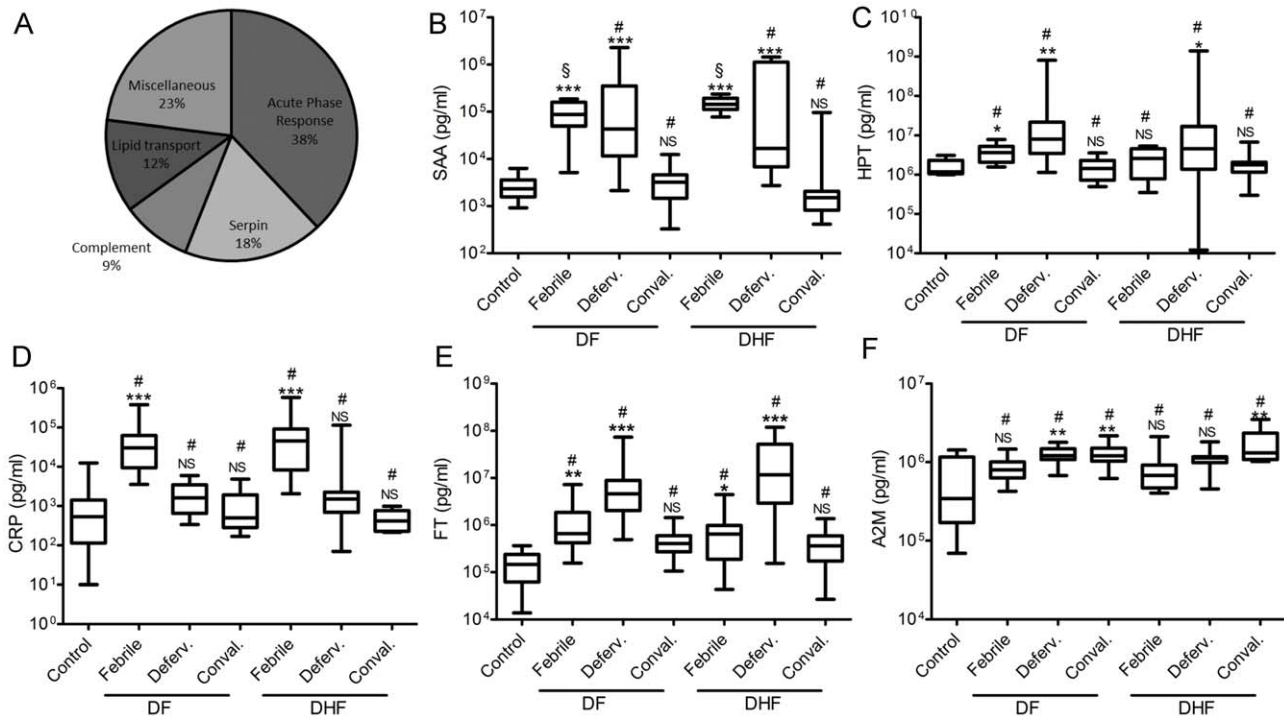 A
Miscellaneous
23%
Acute Phase
Response
38%
Lipid transport
12%
Complement
9%
Serpin
18%
B
SAA (pg/ml)
10^7
10^6
10^5
10^4
10^3
10^2
§
***
#
***
#
NS
§
***
#
***
#
NS
Control
Febrile
Deferv.
Conval.
Febrile
Deferv.
Conval.
DF
DHF
C
HPT (pg/ml)
10^10
10^9
10^8
10^7
10^6
10^5
10^4
#
*
#
**
#
NS
#
NS
#
*
#
NS
Control
Febrile
Deferv.
Conval.
Febrile
Deferv.
Conval.
DF
DHF
D
CRP (pg/ml)
10^6
10^5
10^4
10^3
10^2
10^1
10^0
#
***
#
NS
#
NS
#
***
#
NS
#
NS
Control
Febrile
Deferv.
Conval.
Febrile
Deferv.
Conval.
DF
DHF
E
FT (pg/ml)
10^9
10^8
10^7
10^6
10^5
10^4
#
**
#
***
#
NS
#
*
#
***
#
NS
Control
Febrile
Deferv.
Conval.
Febrile
Deferv.
Conval.
DF
DHF
F
A2M (pg/ml)
10^7
10^6
10^5
10^4
#
NS
#
**
#
**
#
NS
#
NS
#
**
Control
Febrile
Deferv.
Conval.
Febrile
Deferv.
Conval.
DF
DHF